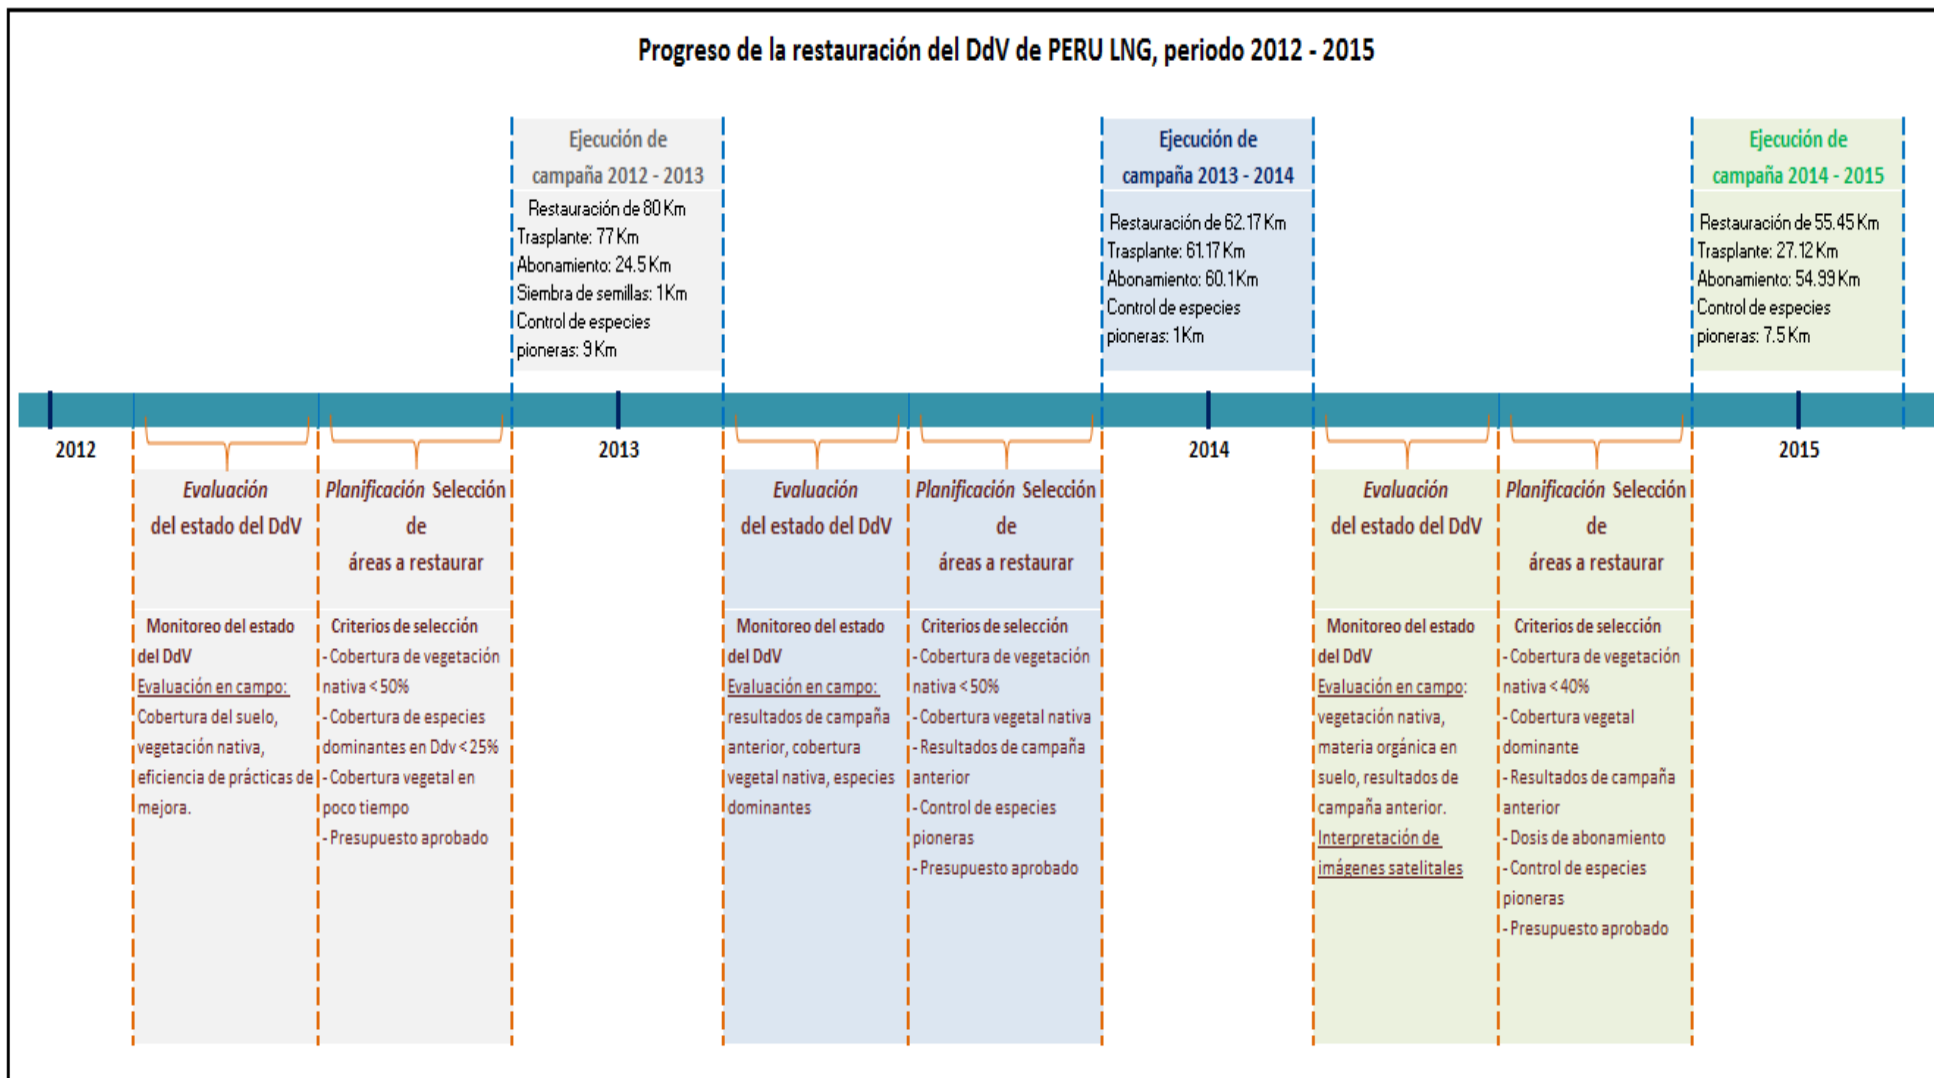 Progreso de la restauración del DdV de PERU LNG, periodo 2012 - 2015
Ejecución de
campaña 2012 - 2013
Restauración de 80 Km
Trasplante: 77 Km
Abonamiento: 24.5 Km
Siembra de semillas: 1 Km
Control de especies
pioneras: 9 Km
Ejecución de
campaña 2013 - 2014
Restauración de 62.17 Km
Trasplante: 61.17 Km
Abonamiento: 60.1 Km
Control de especies
pioneras: 1 Km
Ejecución de
campaña 2014 - 2015
Restauración de 55.45 Km
Trasplante: 27.12 Km
Abonamiento: 54.99 Km
Control de especies
pioneras: 7.5 Km
2012
2013
2014
2015
Evaluación
del estado del DdV
Monitoreo del estado
del DdV
Evaluación en campo:
Cobertura del suelo,
vegetación nativa,
eficiencia de prácticas de
mejora.
Planificación Selección
de
áreas a restaurar
Criterios de selección
- Cobertura de vegetación
nativa < 50%
- Cobertura de especies
dominantes en Ddv < 25%
- Cobertura vegetal en
poco tiempo
- Presupuesto aprobado
Evaluación
del estado del DdV
Monitoreo del estado
del DdV
Evaluación en campo:
resultados de campaña
anterior, cobertura
vegetal nativa, especies
dominantes
Planificación Selección
de
áreas a restaurar
Criterios de selección
- Cobertura de vegetación
nativa < 50%
- Cobertura vegetal nativa
- Resultados de campaña
anterior
- Control de especies
pioneras
- Presupuesto aprobado
Evaluación
del estado del DdV
Monitoreo del estado
del DdV
Evaluación en campo:
vegetación nativa,
materia orgánica en
suelo, resultados de
campaña anterior.
Interpretación de
imágenes satelitales
Planificación Selección
de
áreas a restaurar
Criterios de selección
- Cobertura de vegetación
nativa < 40%
- Cobertura vegetal
dominante
- Resultados de campaña
anterior
- Dosis de abonamiento
- Control de especies
pioneras
- Presupuesto aprobado